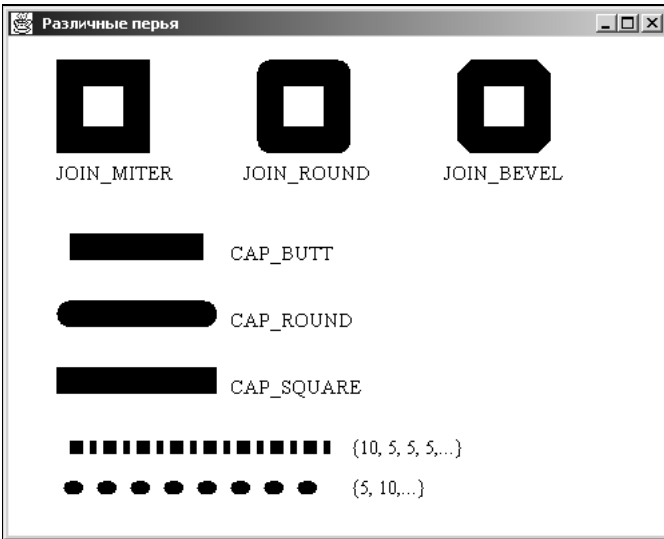 Различные перья
JOIN_MITER JOIN_ROUND JOIN_BEVEL
CAP_BUTT
CAP_ROUND
CAP_SQUARE
{10, 5, 5, 5,...}
{5, 10,...}